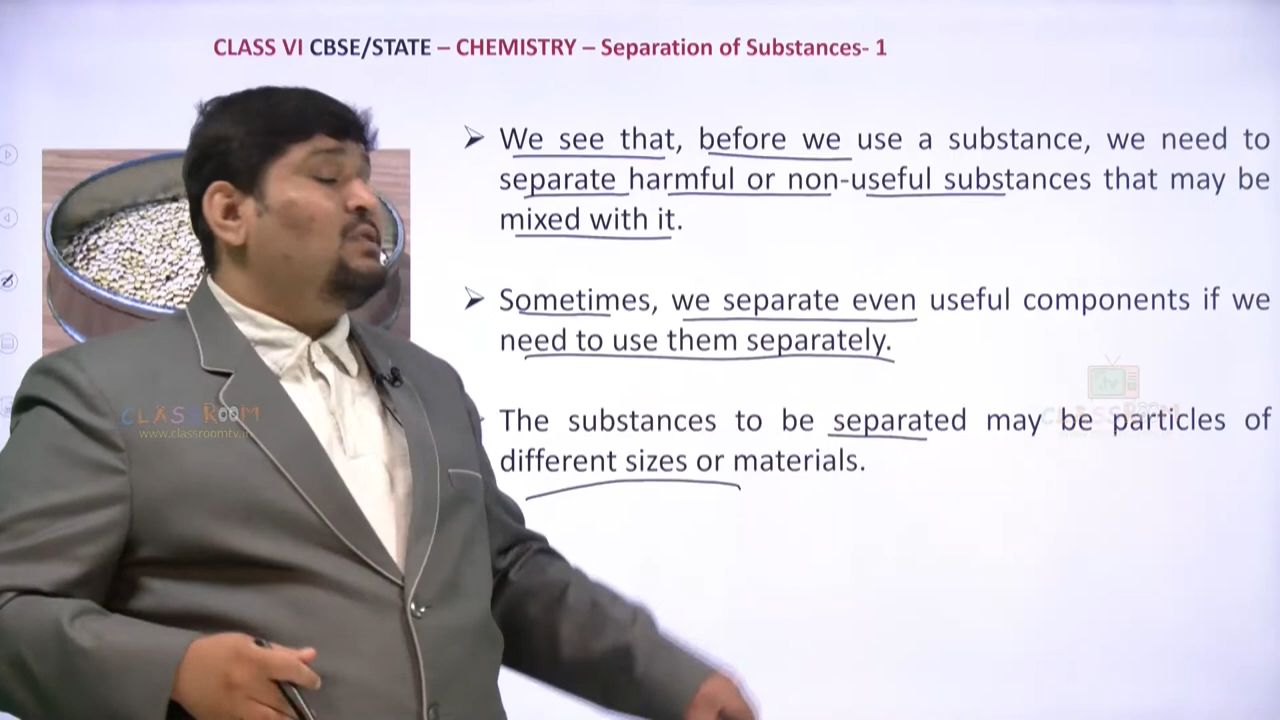 CLASS VI CBSE/STATE – CHEMISTRY – Separation of Substances- 1
➢ We see that, before we use a substance, we need to
separate harmful or non-useful substances that may be
mixed with it.
➢ Sometimes, we separate even useful components if we
need to use them separately.
The substances to be separated may be particles of
different sizes or materials.
CLASSROOM
www.classroomtv.in